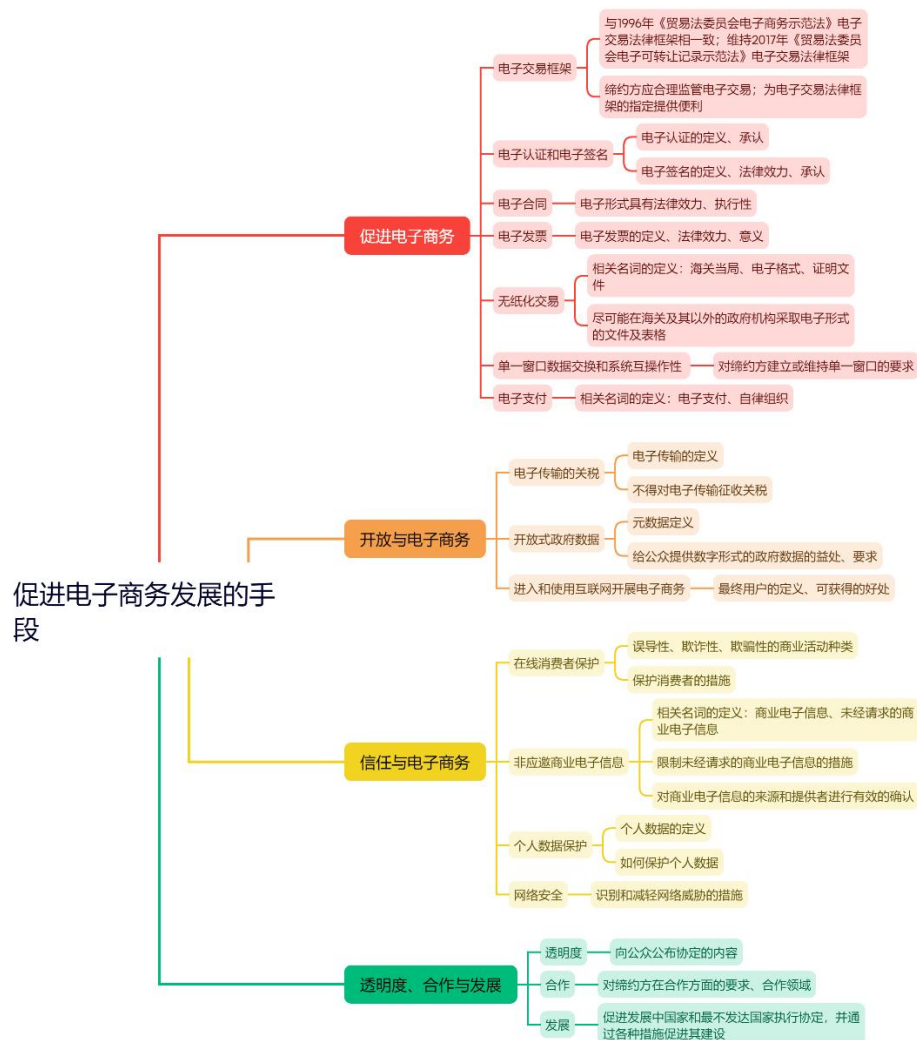 促进电子商务发展的手
段
促进电子商务
电子交易框架
与1996年《贸易法委员会电子商务示范法》电子
交易法律框架相一致；维持2017年《贸易法委员
会电子可转让记录示范法》电子交易法律框架
缔约方应合理监管电子交易；为电子交易法律框
架的指定提供便利
电子认证和电子签名
电子认证的定义、承认
电子签名的定义、法律效力、承认
电子合同
电子形式具有法律效力、执行性
电子发票
电子发票的定义、法律效力、意义
无纸化交易
相关名词的定义：海关当局、电子格式、证明文
件
尽可能在海关及其以外的政府机构采取电子形式
的文件及表格
单一窗口数据交换和系统互操作性
对缔约方建立或维持单一窗口的要求
电子支付
相关名词的定义：电子支付、自律组织
开放与电子商务
电子传输的关税
电子传输的定义
不得对电子传输征收关税
开放式政府数据
元数据定义
给公众提供数字形式的政府数据的益处、要求
进入和使用互联网开展电子商务
最终用户的定义、可获得的好处
信任与电子商务
在线消费者保护
误导性、欺诈性、欺骗性的商业活动种类
保护消费者的措施
非应邀商业电子信息
相关名词的定义：商业电子信息、未经请求的商
业电子信息
限制未经请求的商业电子信息的措施
对商业电子信息的来源和提供者进行有效的确认
个人数据保护
个人数据的定义
如何保护个人数据
网络安全
识别和减轻网络威胁的措施
透明度、合作与发展
透明度
向公众公布协定的内容
合作
对缔约方在合作方面的要求、合作领域
发展
促进发展中国家和最不发达国家执行协定，并通
过各种措施促进其建设